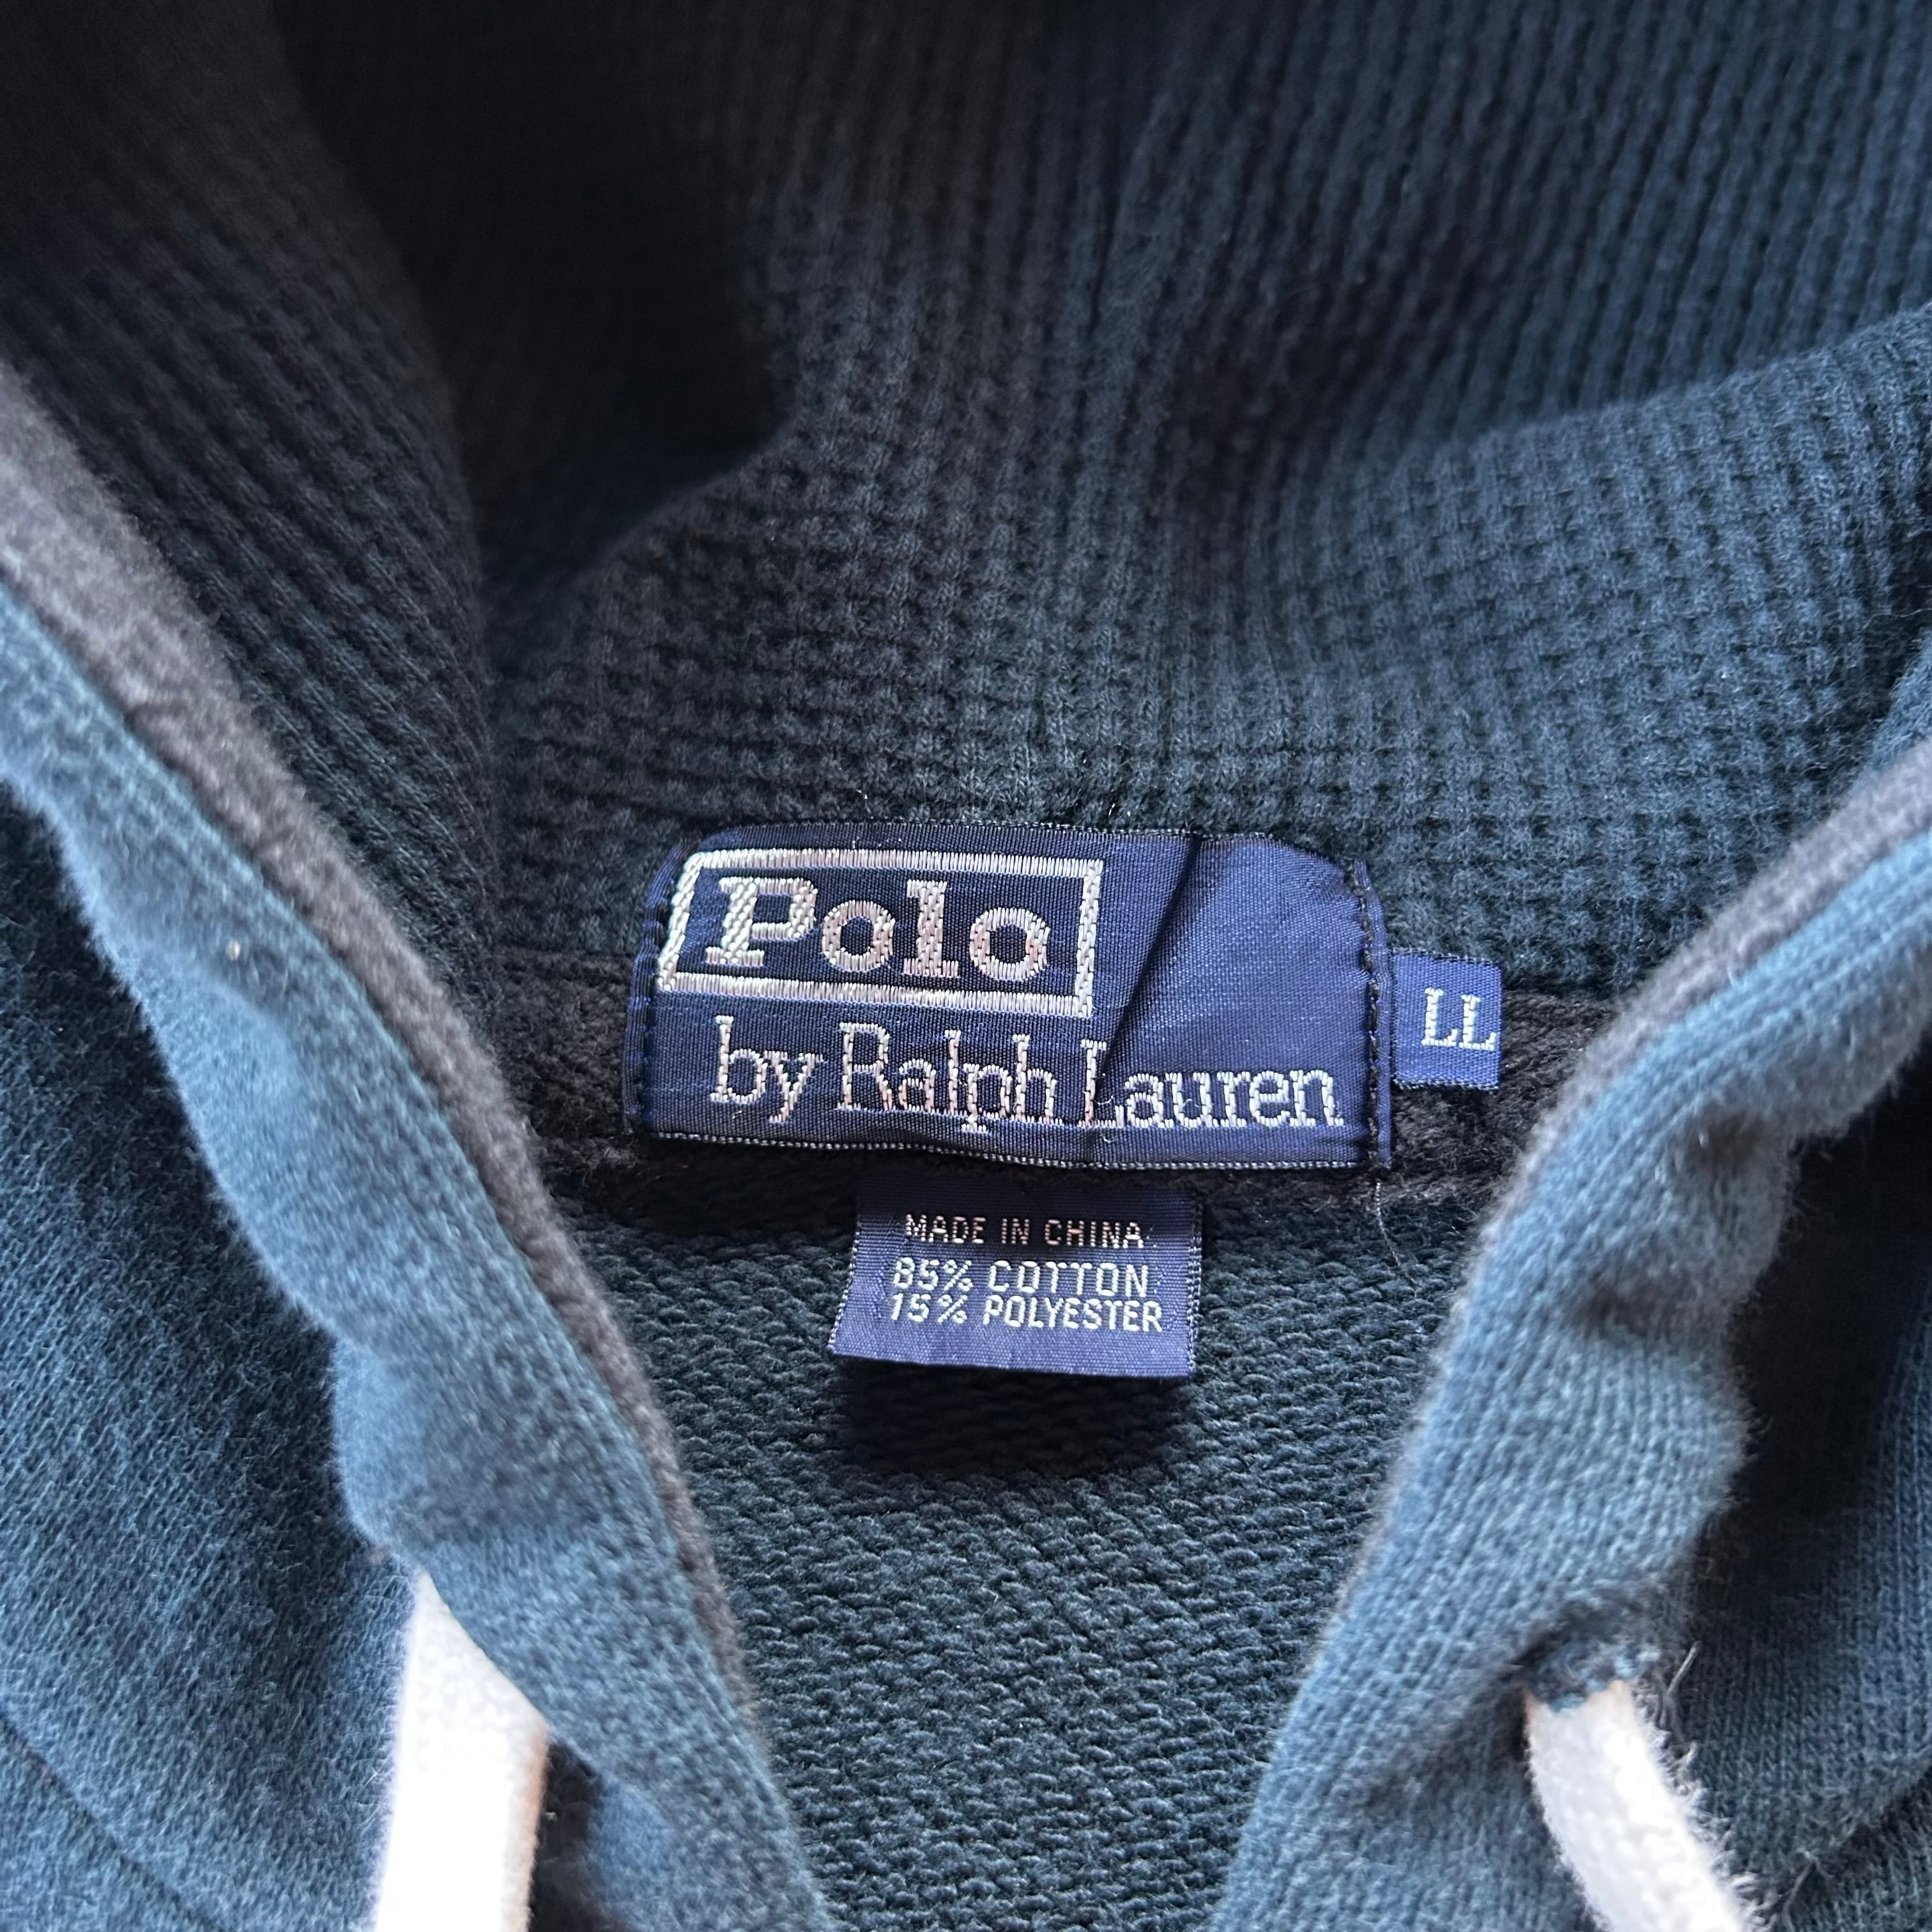 Polo
by Ralph Lauren
LL
MADE IN CHINA
85% COTTON
15% POLYESTER